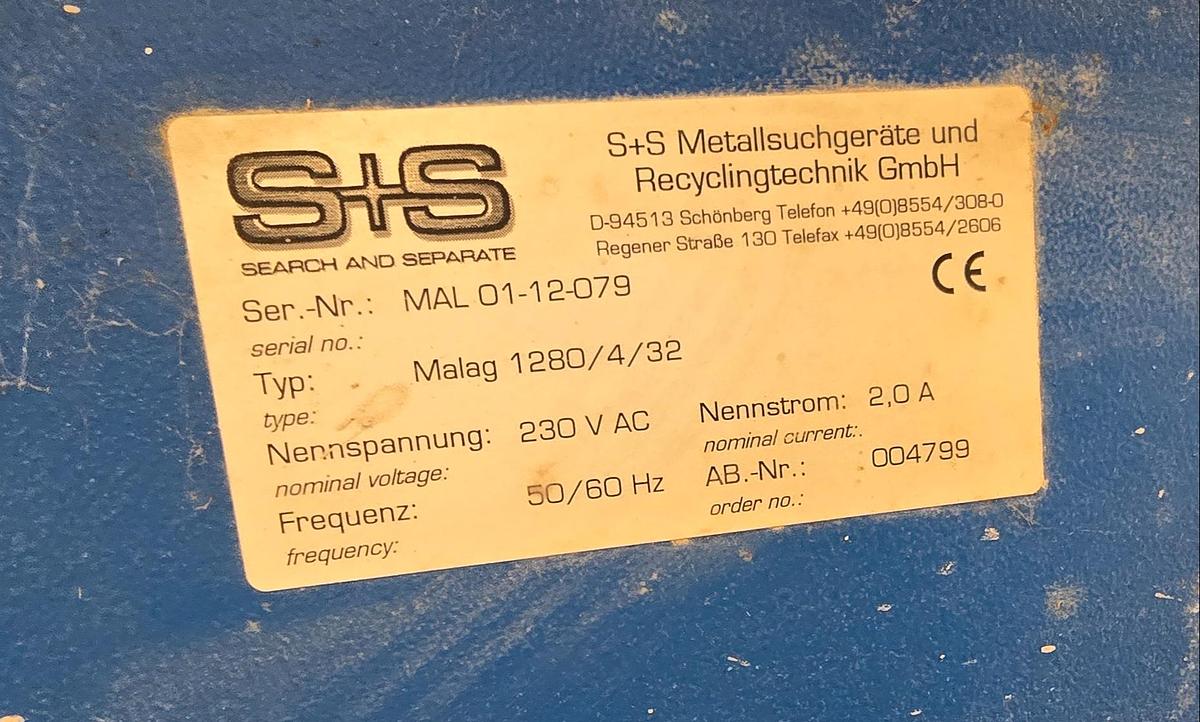 S+S
SEARCH AND SEPARATE
S+S Metallsuchgeräte und
Recyclingtechnik GmbH
D-94513 Schönberg Telefon +49(0)8554/308-0
Regener Straße 130 Telefax +49(0)8554/2606
CE
Ser.-Nr.: MAL 01-12-079
serial no.:
Typ: Malag 1280/4/32
type:
Nennspannung: 230 V AC Nennstrom: 2,0 A
nominal voltage: nominal current:.
Frequenz: 50/60 Hz AB.-Nr.: 004799
frequency: order no.: